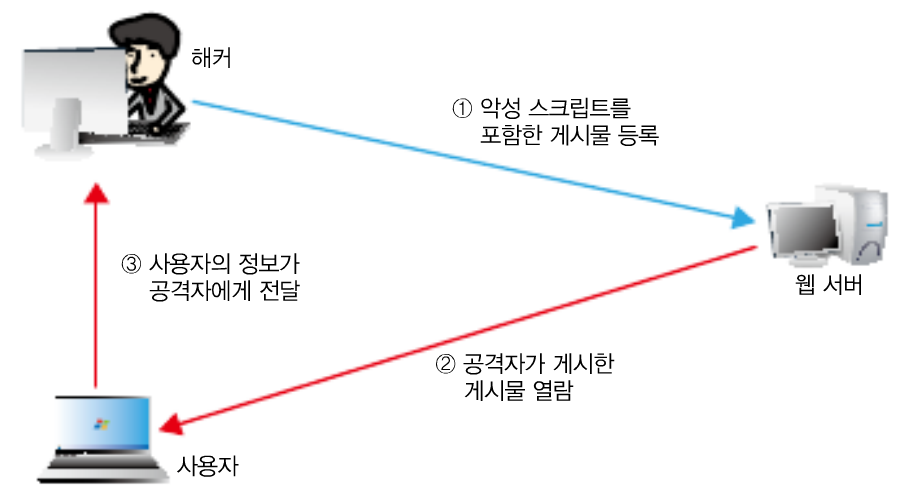 해커
① 악성 스크립트를
포함한 게시물 등록
웹 서버
③ 사용자의 정보가
공격자에게 전달
② 공격자가 게시한
게시물 열람
사용자